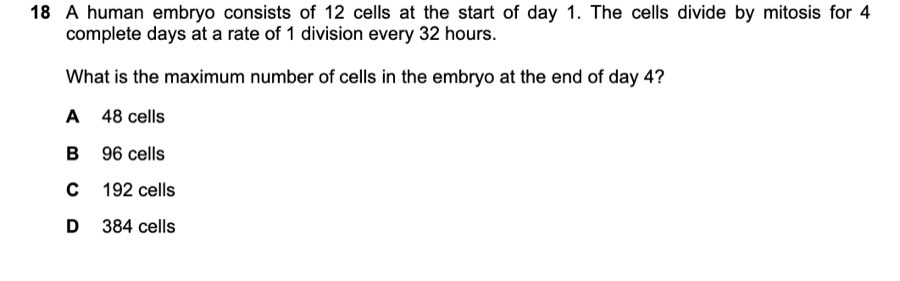 18 A human embryo consists of 12 cells at the start of day 1. The cells divide by mitosis for 4
complete days at a rate of 1 division every 32 hours.
What is the maximum number of cells in the embryo at the end of day 4?
A 48 cells
B 96 cells
C 192 cells
D 384 cells